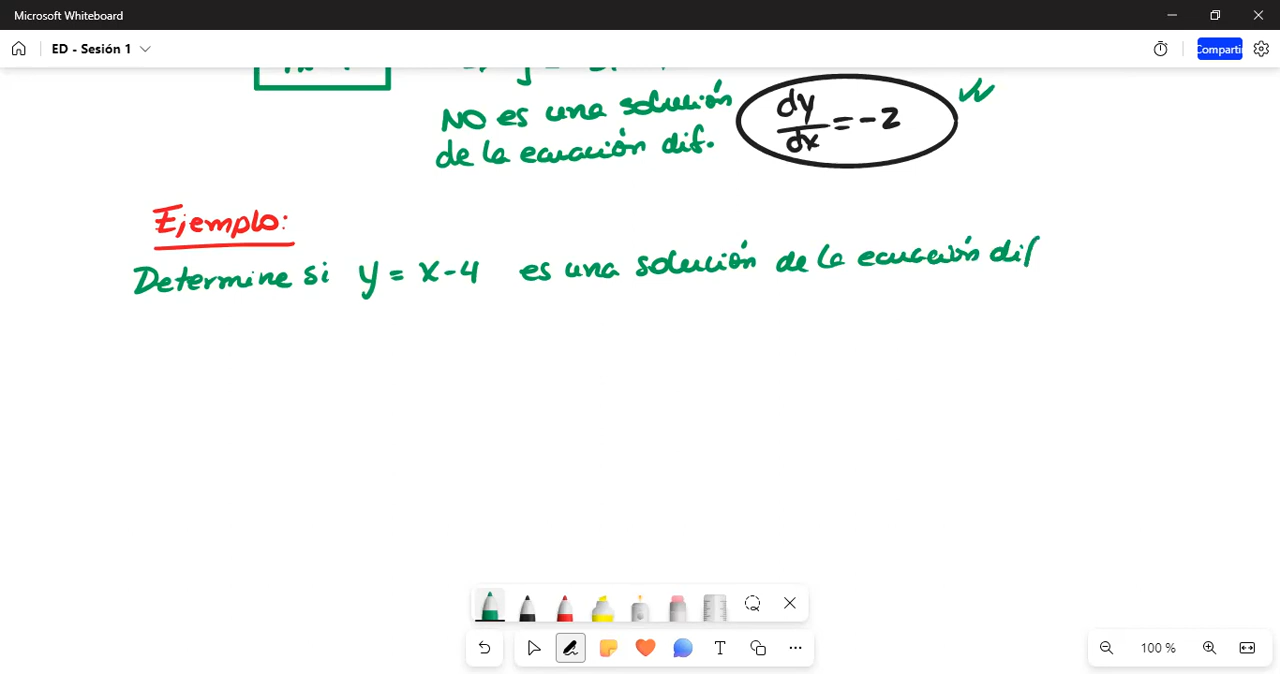 Microsoft Whiteboard
ED - Sesión 1
Compartir
NO es una solución
de la ecuación dif.
dy/dx = -2
Ejemplo:
Determine si y = x - 4 es una solución de la ecuación dif
100 %